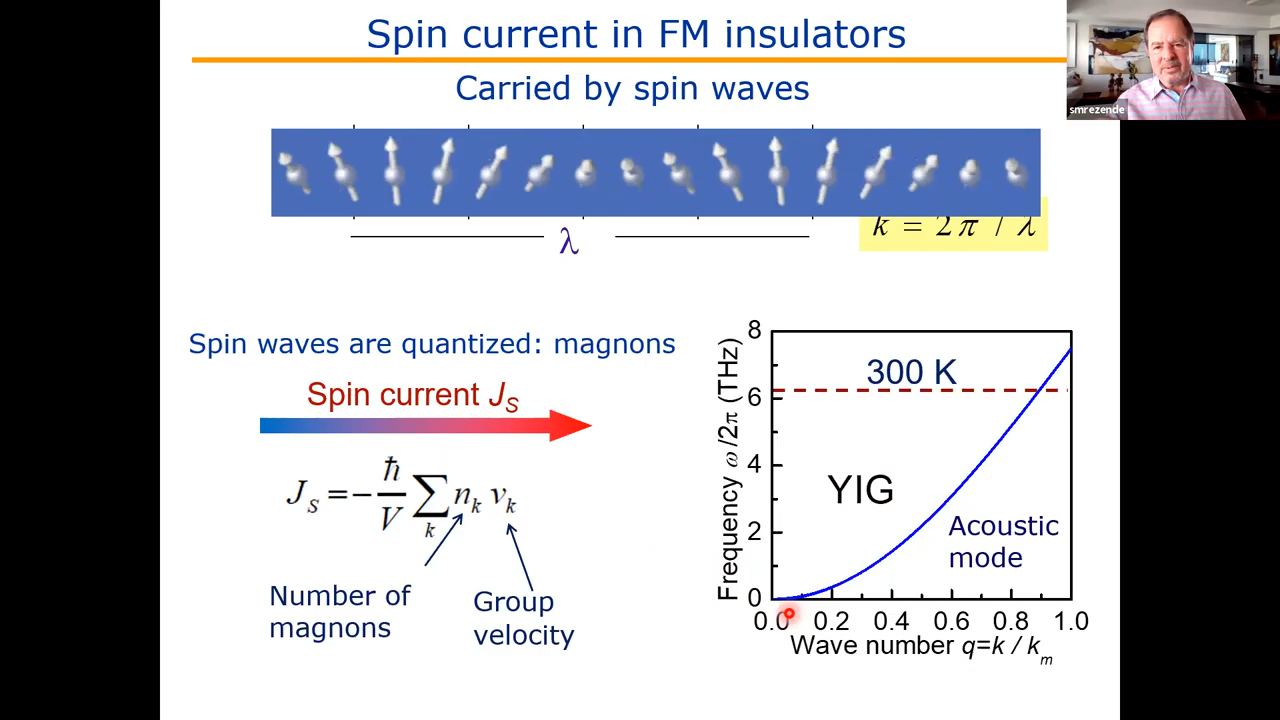 Spin current in FM insulators
Carried by spin waves
smrezende
λ
k = 2π / λ
Spin waves are quantized: magnons
Spin current J_S
J_S = −ħ/V ∑_k n_k v_k
Number of
magnons
Group
velocity
Frequency ω/2π (THz)
8
6
4
2
0
300 K
YIG
Acoustic
mode
0.0 0.2 0.4 0.6 0.8 1.0
Wave number q=k / k_m